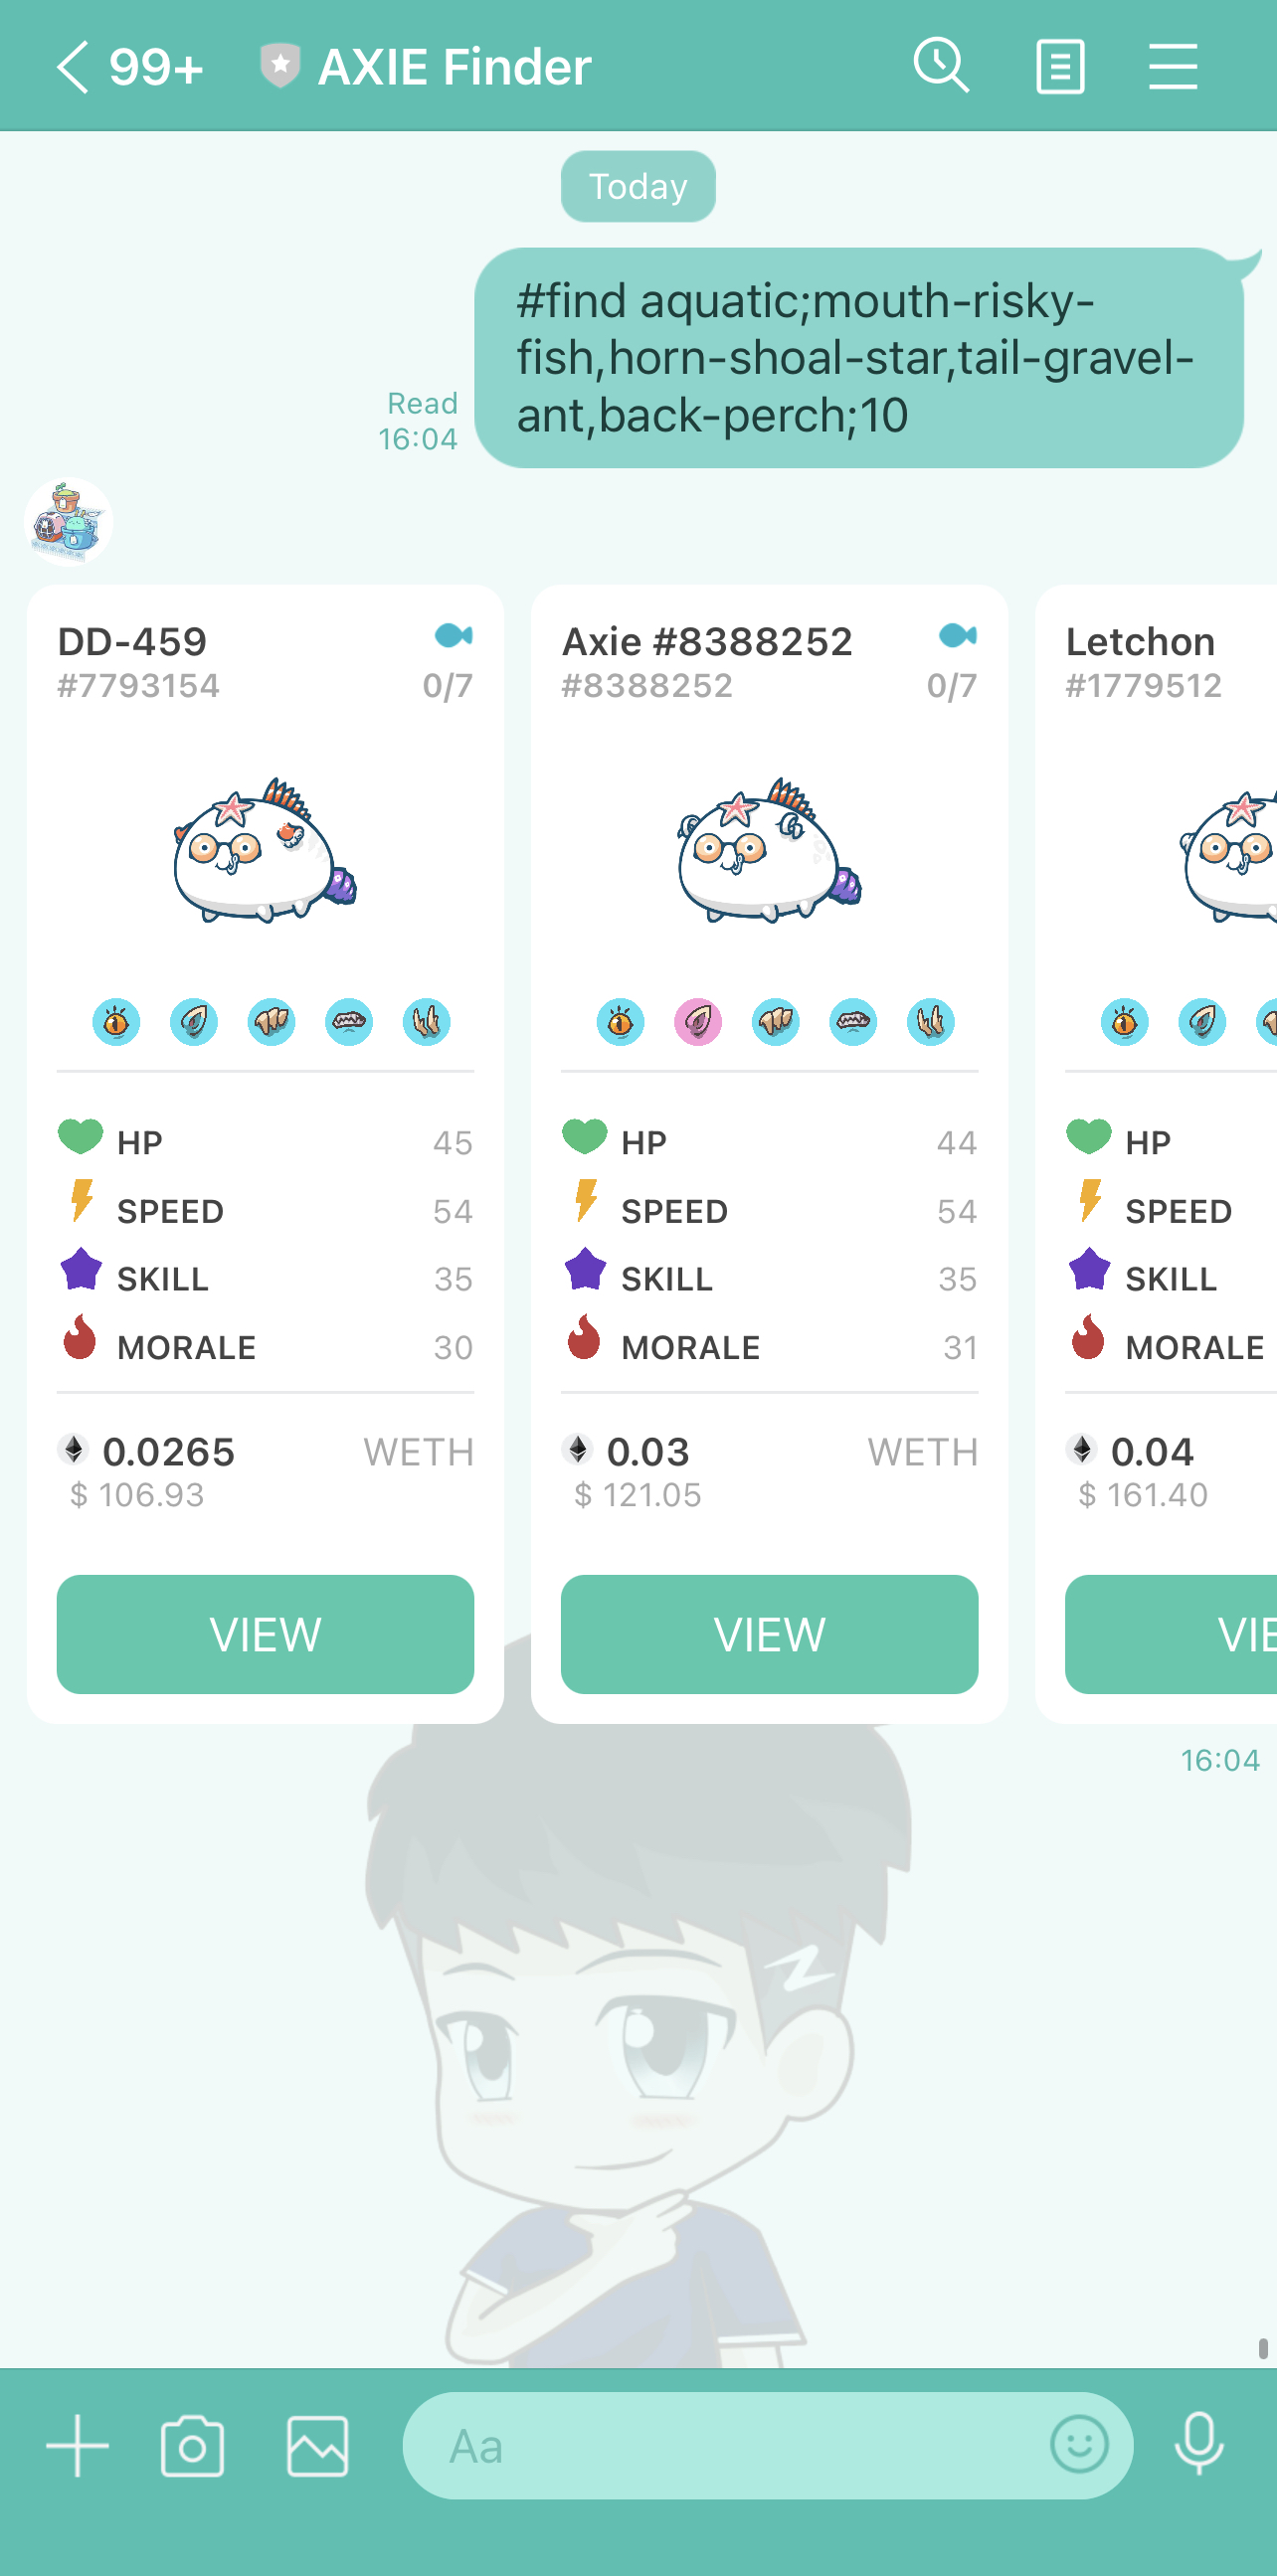 99+ AXIE Finder
Today
#find aquatic;mouth-risky-
fish,horn-shoal-star,tail-gravel-
ant,back-perch;10
Read
16:04
DD-459
#7793154 0/7
HP 45
SPEED 54
SKILL 35
MORALE 30
0.0265 WETH
$ 106.93
VIEW
Axie #8388252
#8388252 0/7
HP 44
SPEED 54
SKILL 35
MORALE 31
0.03 WETH
$ 121.05
VIEW
Letchon
#1779512
HP
SPEED
SKILL
MORALE
0.04
$ 161.40
VIE
16:04
Aa